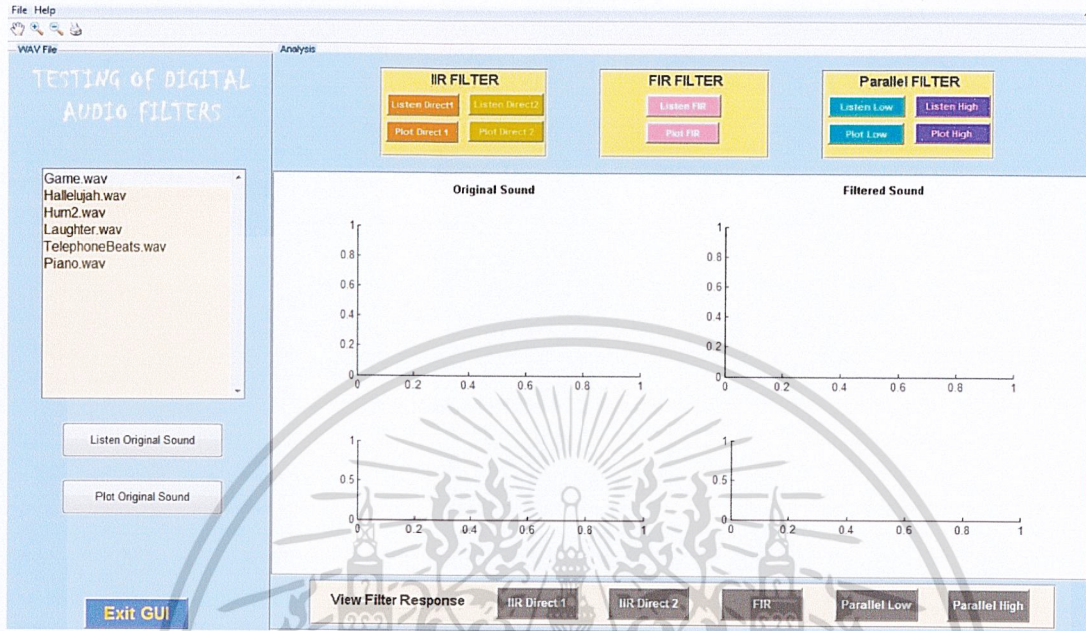 File Help
WAV File
TESTING OF DIGITAL
AUDIO FILTERS
Game.wav
Hallelujah.wav
Hum2.wav
Laughter.wav
TelephoneBeats.wav
Piano.wav
Listen Original Sound
Plot Original Sound
Exit GUI
Analysis
IIR FILTER
Listen Direct1 Listen Direct2
Plot Direct 1 Plot Direct 2
FIR FILTER
Listen FIR
Plot FIR
Parallel FILTER
Listen Low Listen High
Plot Low Plot High
Original Sound
1
0.8
0.6
0.4
0.2
0
0 0.2 0.4 0.6 0.8 1
1
0.5
0
0 0.2 0.4 0.6 0.8 1
Filtered Sound
1
0.8
0.6
0.4
0.2
0
0 0.2 0.4 0.6 0.8 1
1
0.5
0
0 0.2 0.4 0.6 0.8 1
View Filter Response IIR Direct 1 IIR Direct 2 FIR Parallel Low Parallel High